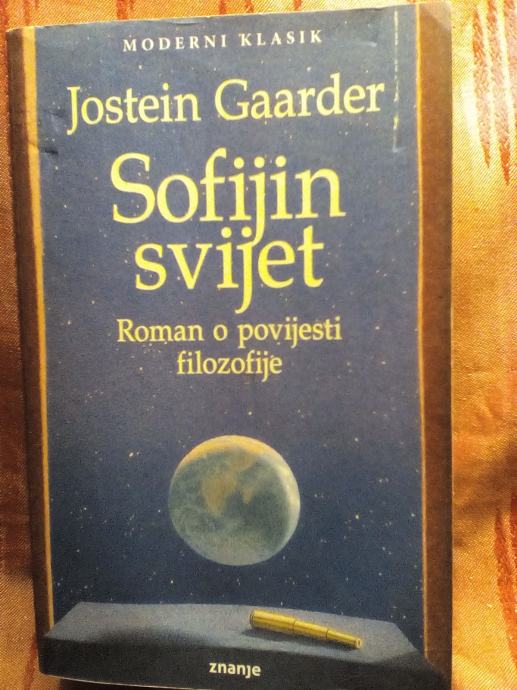 MODERNI KLASIK
Jostein Gaarder
Sofijin
svijet
Roman o povijesti
filozofije
znanje